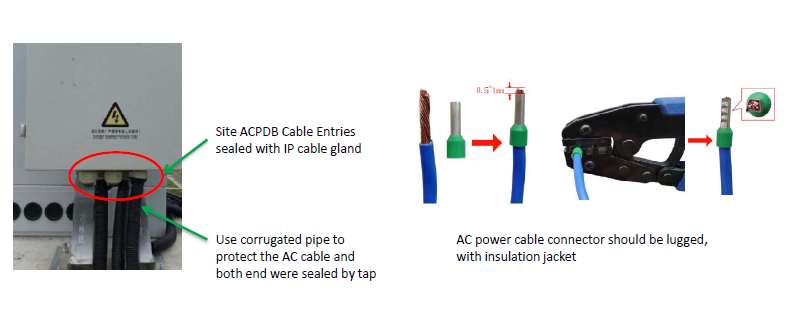 Site ACPDB Cable Entries
sealed with IP cable gland
Use corrugated pipe to
protect the AC cable and
both end were sealed by tap
0.5~1mm
AC power cable connector should be lugged,
with insulation jacket